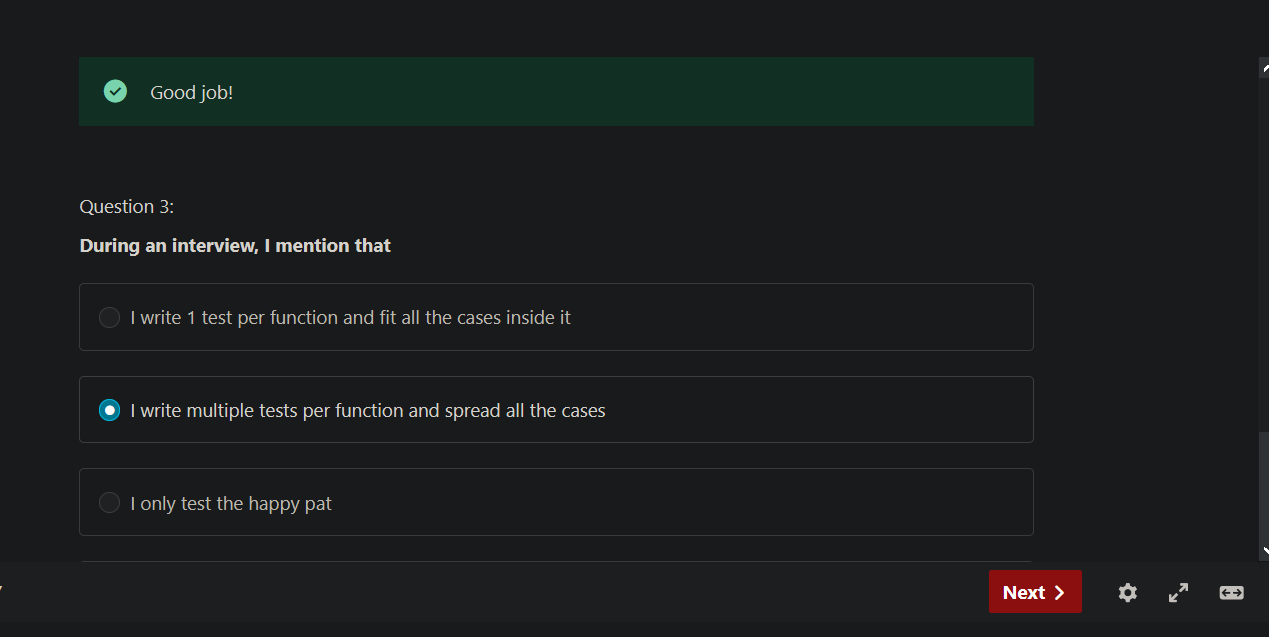 Good job!
Question 3:
During an interview, I mention that
I write 1 test per function and fit all the cases inside it
I write multiple tests per function and spread all the cases
I only test the happy pat
Next